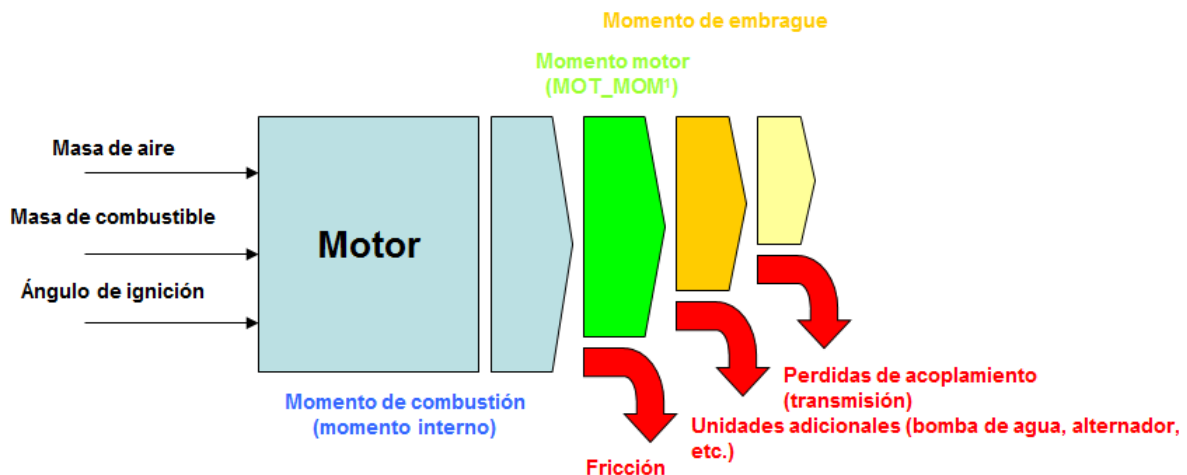 Momento de embrague
Momento motor
(MOT_MOM¹)
Masa de aire
Masa de combustible
Ángulo de ignición
Motor
Momento de combustión
(momento interno)
Perdidas de acoplamiento
(transmisión)
Unidades adicionales (bomba de agua, alternador,
etc.)
Fricción